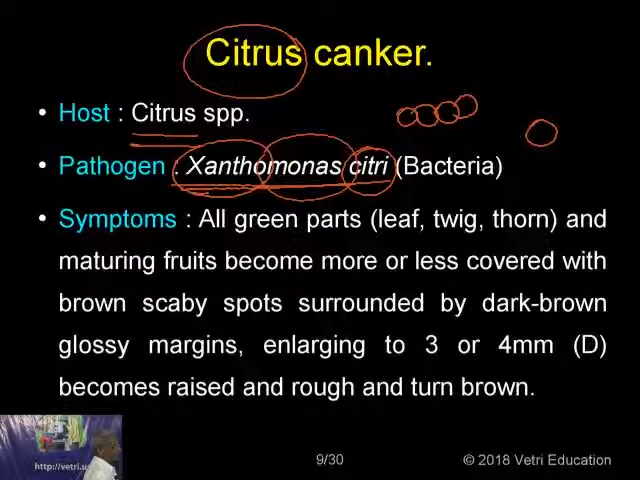 Citrus canker.
• Host : Citrus spp.
• Pathogen : Xanthomonas citri (Bacteria)
• Symptoms : All green parts (leaf, twig, thorn) and
maturing fruits become more or less covered with
brown scaby spots surrounded by dark-brown
glossy margins, enlarging to 3 or 4mm (D)
becomes raised and rough and turn brown.
http://vetri.u
9/30
© 2018 Vetri Education